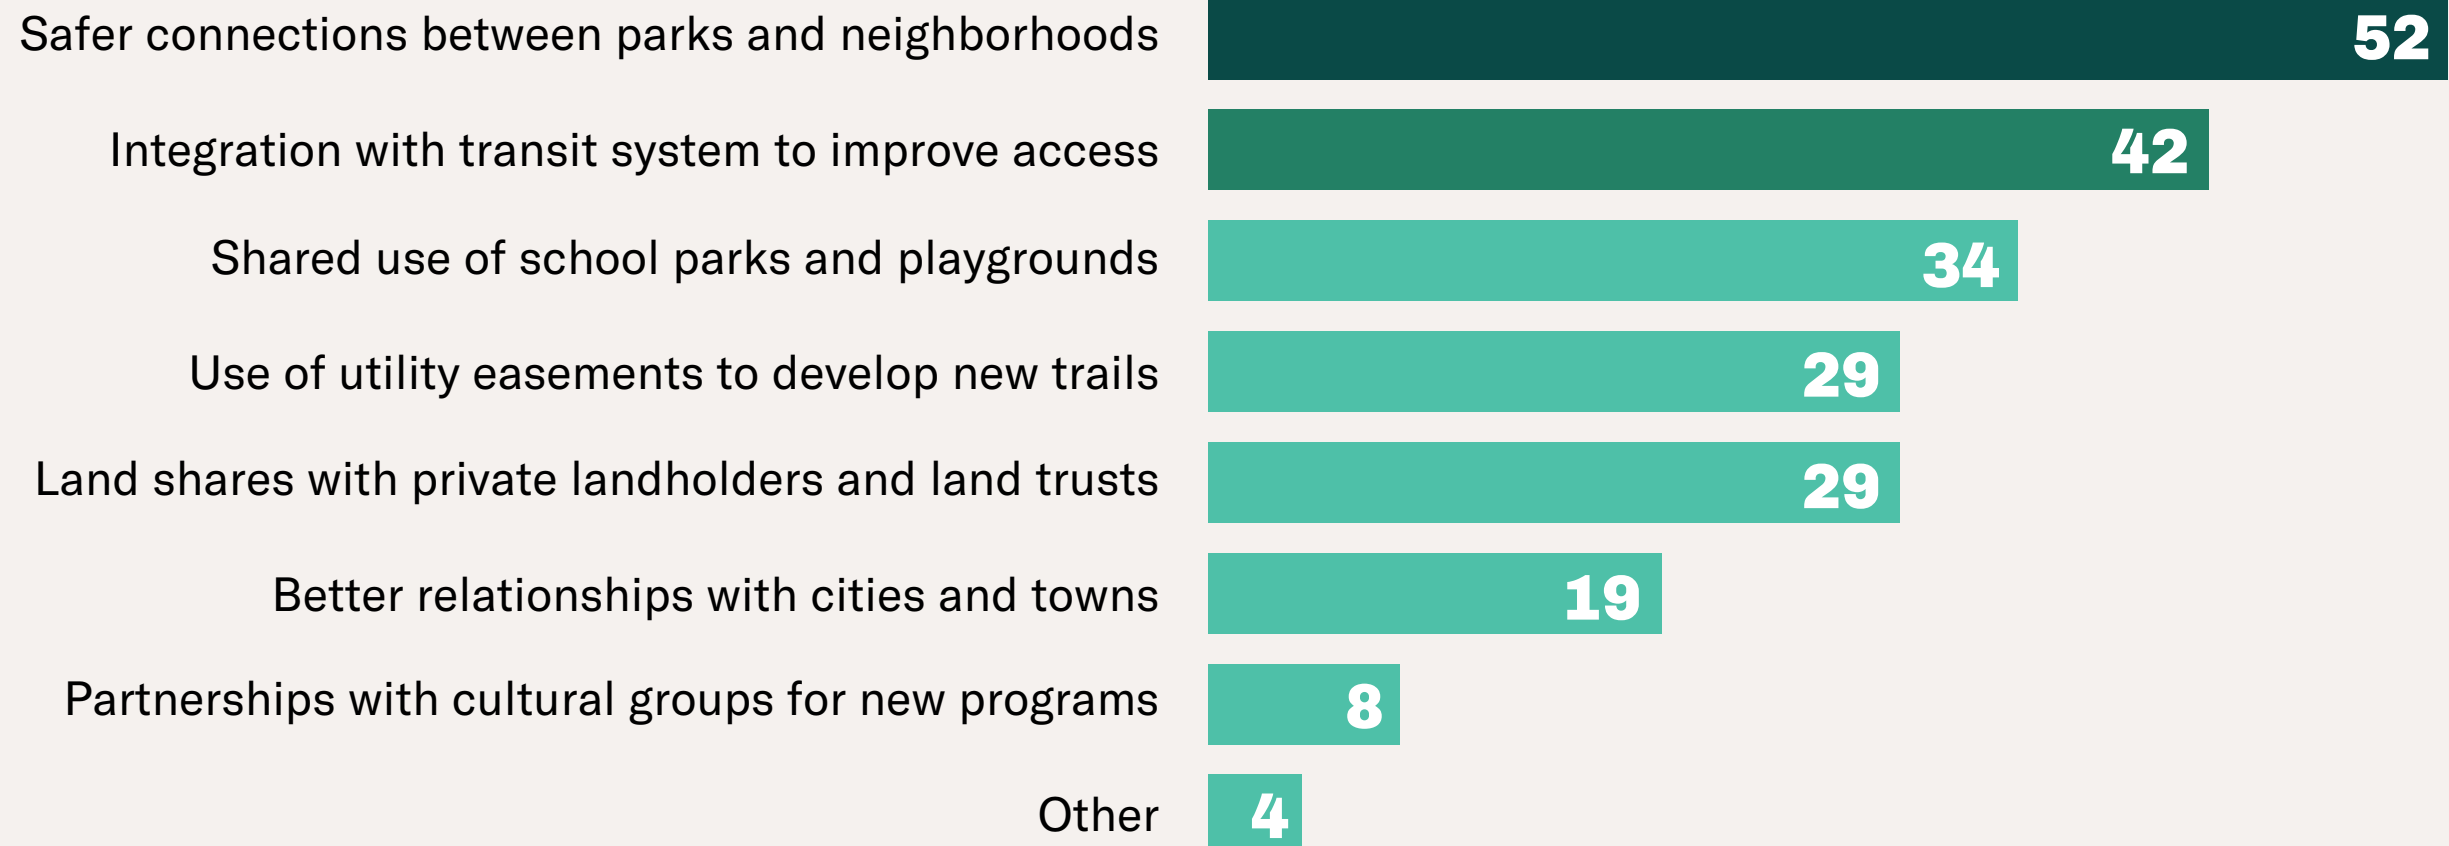 Safer connections between parks and neighborhoods 52
Integration with transit system to improve access 42
Shared use of school parks and playgrounds 34
Use of utility easements to develop new trails 29
Land shares with private landholders and land trusts 29
Better relationships with cities and towns 19
Partnerships with cultural groups for new programs 8
Other 4